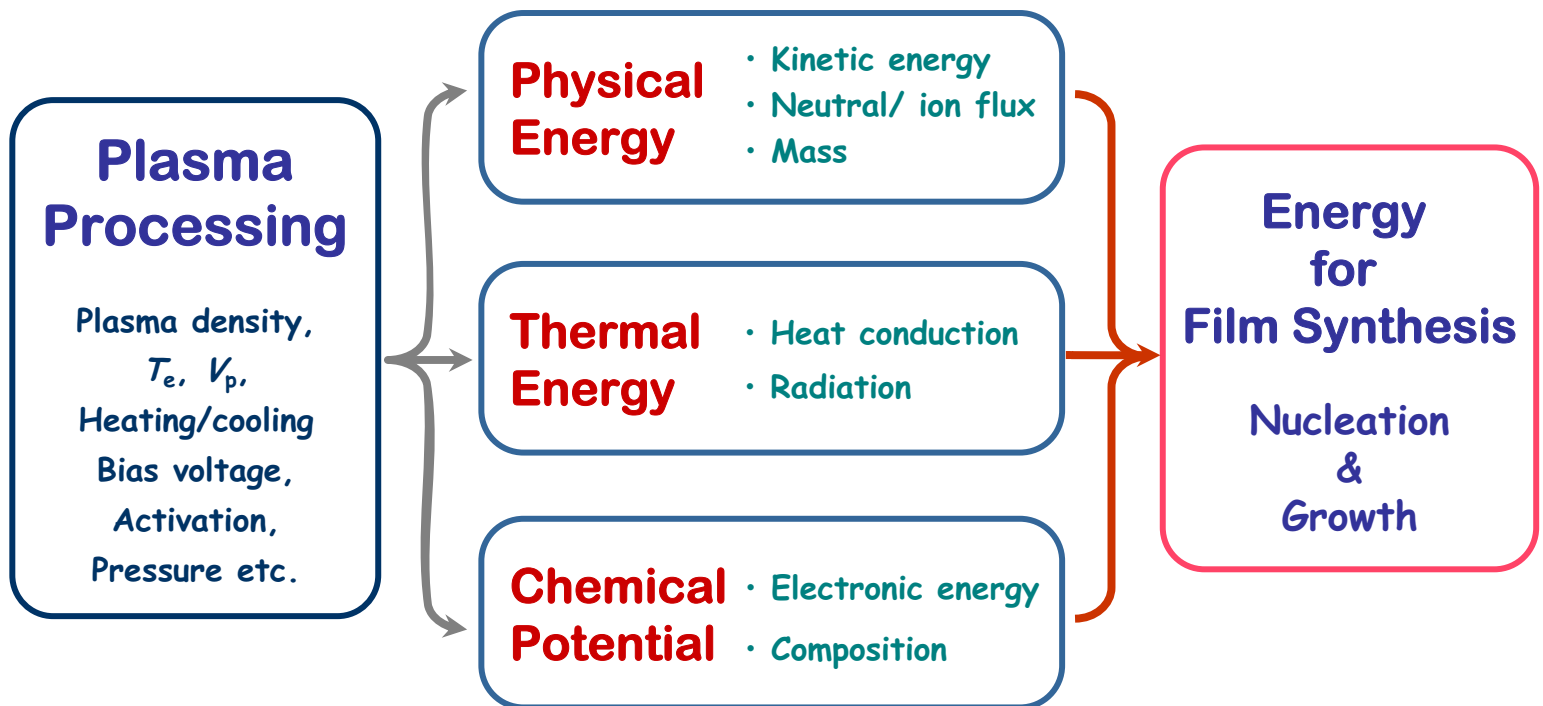 Plasma
Processing
Plasma density,
Te, Vp,
Heating/cooling
Bias voltage,
Activation,
Pressure etc.
Physical
Energy
• Kinetic energy
• Neutral/ ion flux
• Mass
Thermal
Energy
• Heat conduction
• Radiation
Chemical
Potential
• Electronic energy
• Composition
Energy
for
Film Synthesis
Nucleation
&
Growth